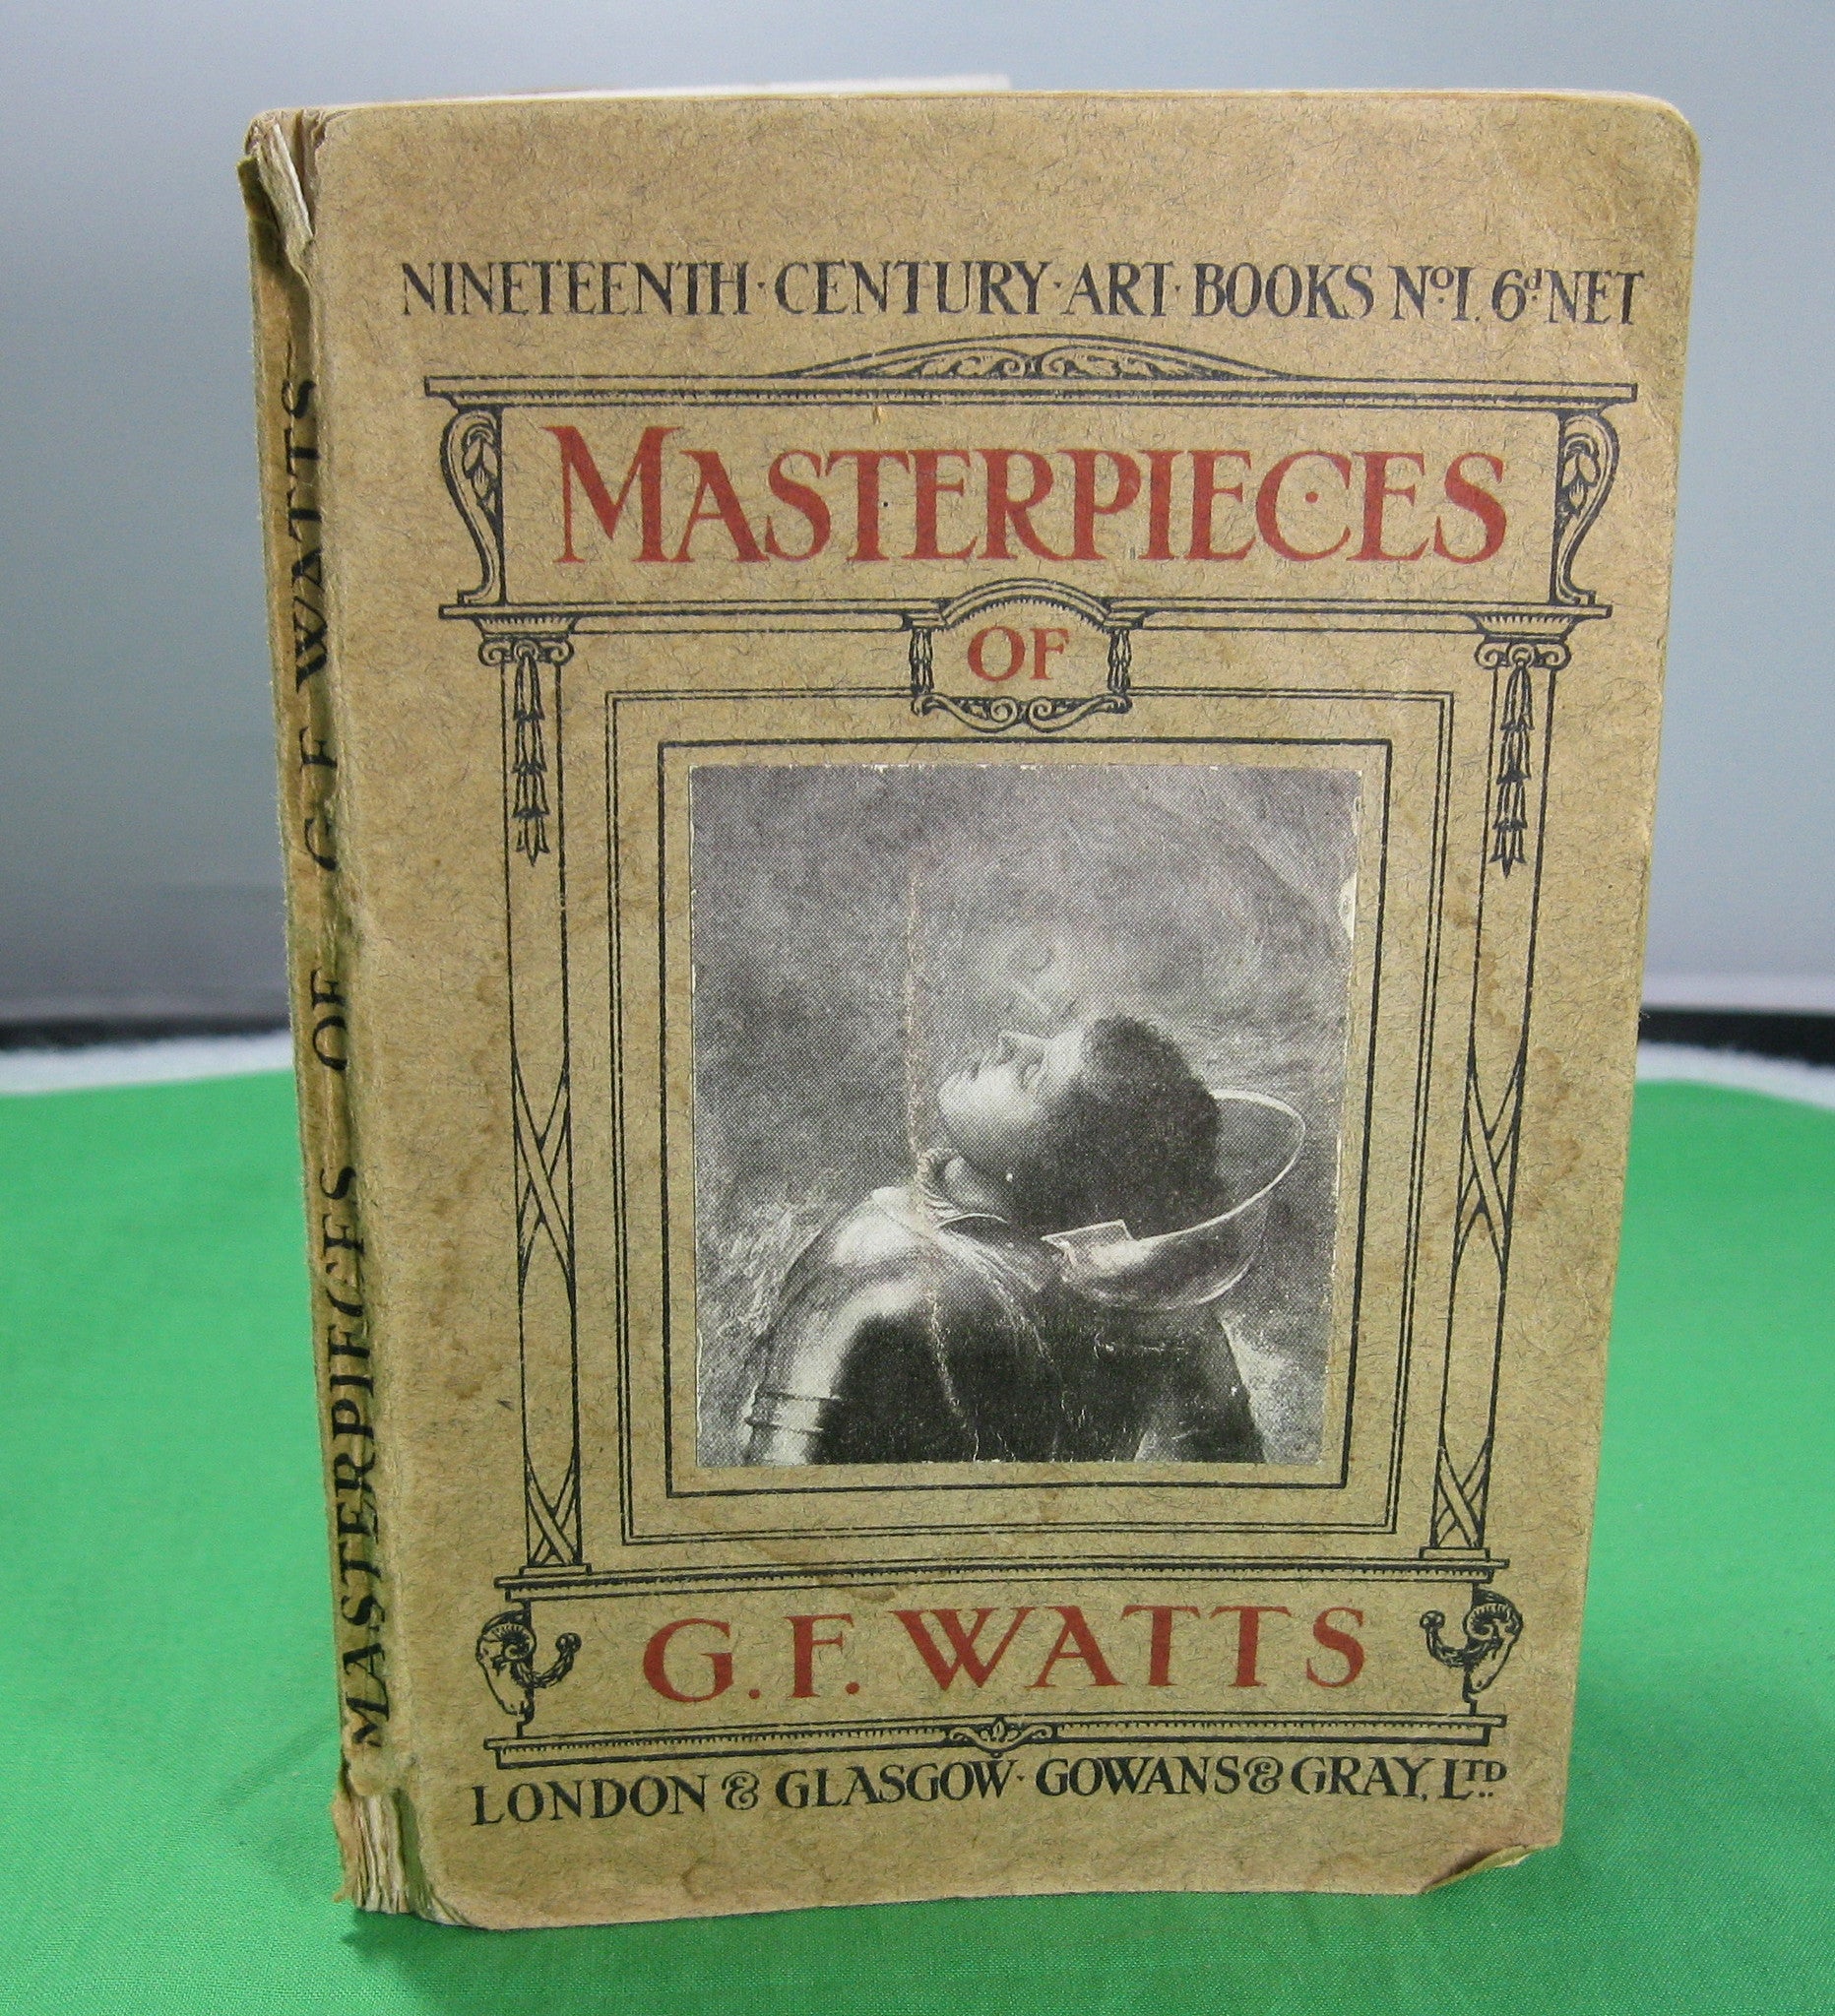 NINETEENTH · CENTURY · ART · BOOKS Nº I. 6d NET
MASTERPIECES
OF
G. F. WATTS
LONDON & GLASGOW · GOWANS & GRAY, LTD.
MASTERPIECES OF G. F. WATTS